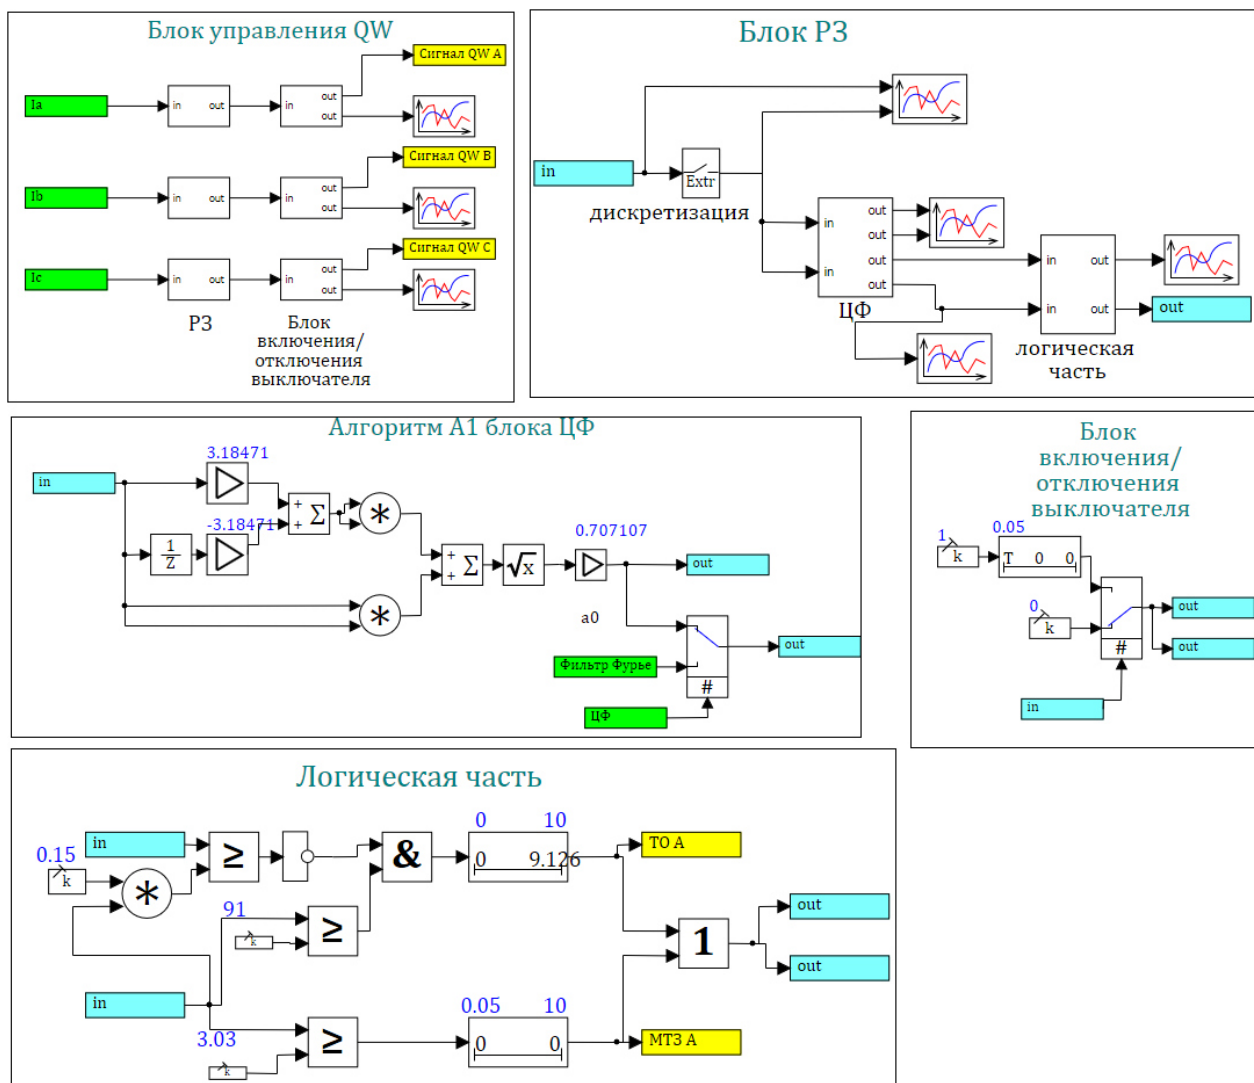 Блок управления QW
Сигнал QW A
Ia
in
out
in
out
out
Сигнал QW B
Ib
in
out
in
out
out
Сигнал QW C
Ic
in
out
in
out
out
РЗ
Блок
включения/
отключения
выключателя
Блок РЗ
in
Extr
дискретизация
in
in
out
out
out
out
ЦФ
in
in
out
out
out
логическая
часть
Алгоритм А1 блока ЦФ
in
3.18471
-3.18471
1
Z
+
+
Σ
*
*
+
+
Σ
√x
0.707107
a0
out
out
Фильтр Фурье
ЦФ
#
Блок
включения/
отключения
выключателя
1
k
0.05
T 0 0
0
k
#
in
out
out
Логическая часть
in
0.15
k
*
≥
&
0 10
0 9.126
ТО А
91
k
≥
1
out
out
in
3.03
k
≥
0.05 10
0 0
МТЗ А